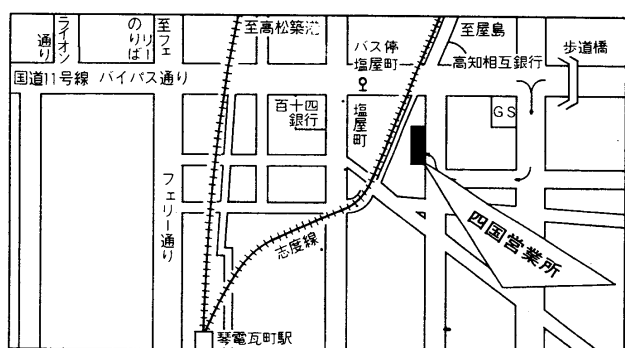 ライオン
通り
至フェ
リー
のりば
至高松築港
バス停
塩屋町
至屋島
高知相互銀行
歩道橋
国道11号線 バイパス通り
百十四
銀行
塩屋町
GS
フェリー通り
志度線
四国営業所
琴電瓦町駅